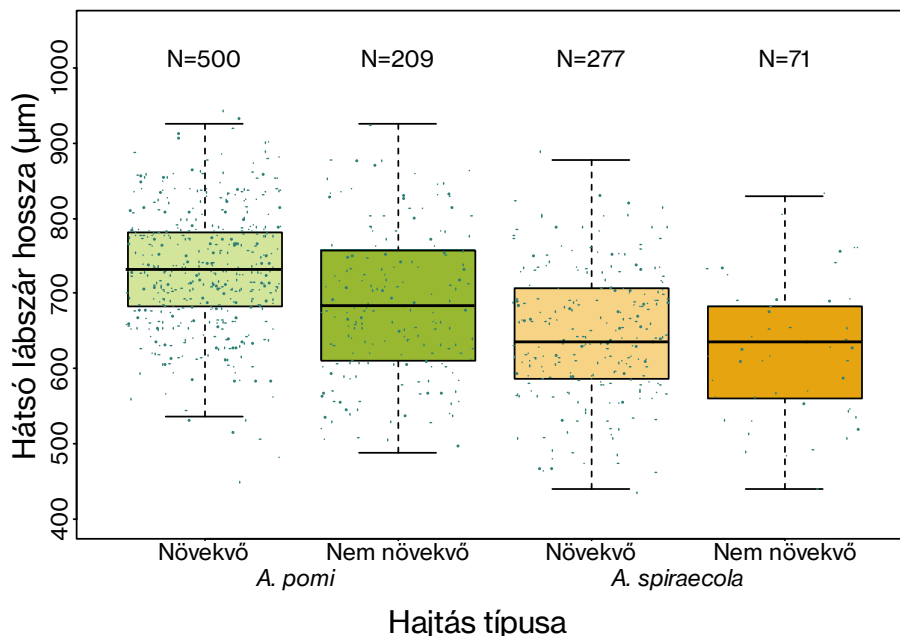 N=500 N=209 N=277 N=71
Hátsó lábszár hossza (µm)
1000
900
800
700
600
500
400
Növekvő Nem növekvő Növekvő Nem növekvő
A. pomi A. spiraecola
Hajtás típusa